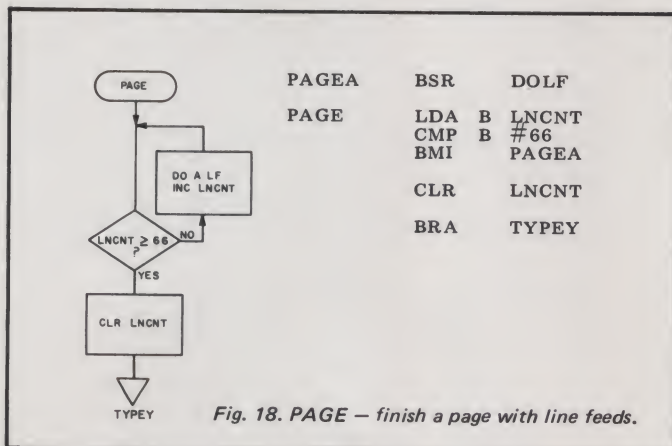 PAGE
DO A LF
INC LNCNT
LNCNT ≥ 66
?
NO
YES
CLR LNCNT
TYPEY
PAGEA BSR DOLF
PAGE LDA B LNCNT
CMP B #66
BMI PAGEA
CLR LNCNT
BRA TYPEY
Fig. 18. PAGE — finish a page with line feeds.